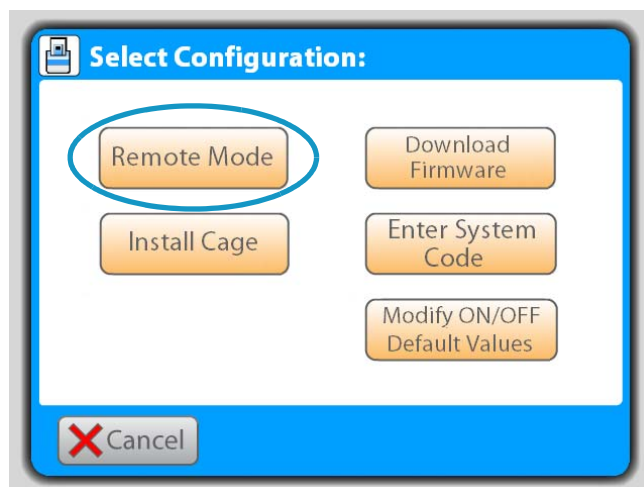 Select Configuration:
Remote Mode
Download
Firmware
Install Cage
Enter System
Code
Modify ON/OFF
Default Values
Cancel